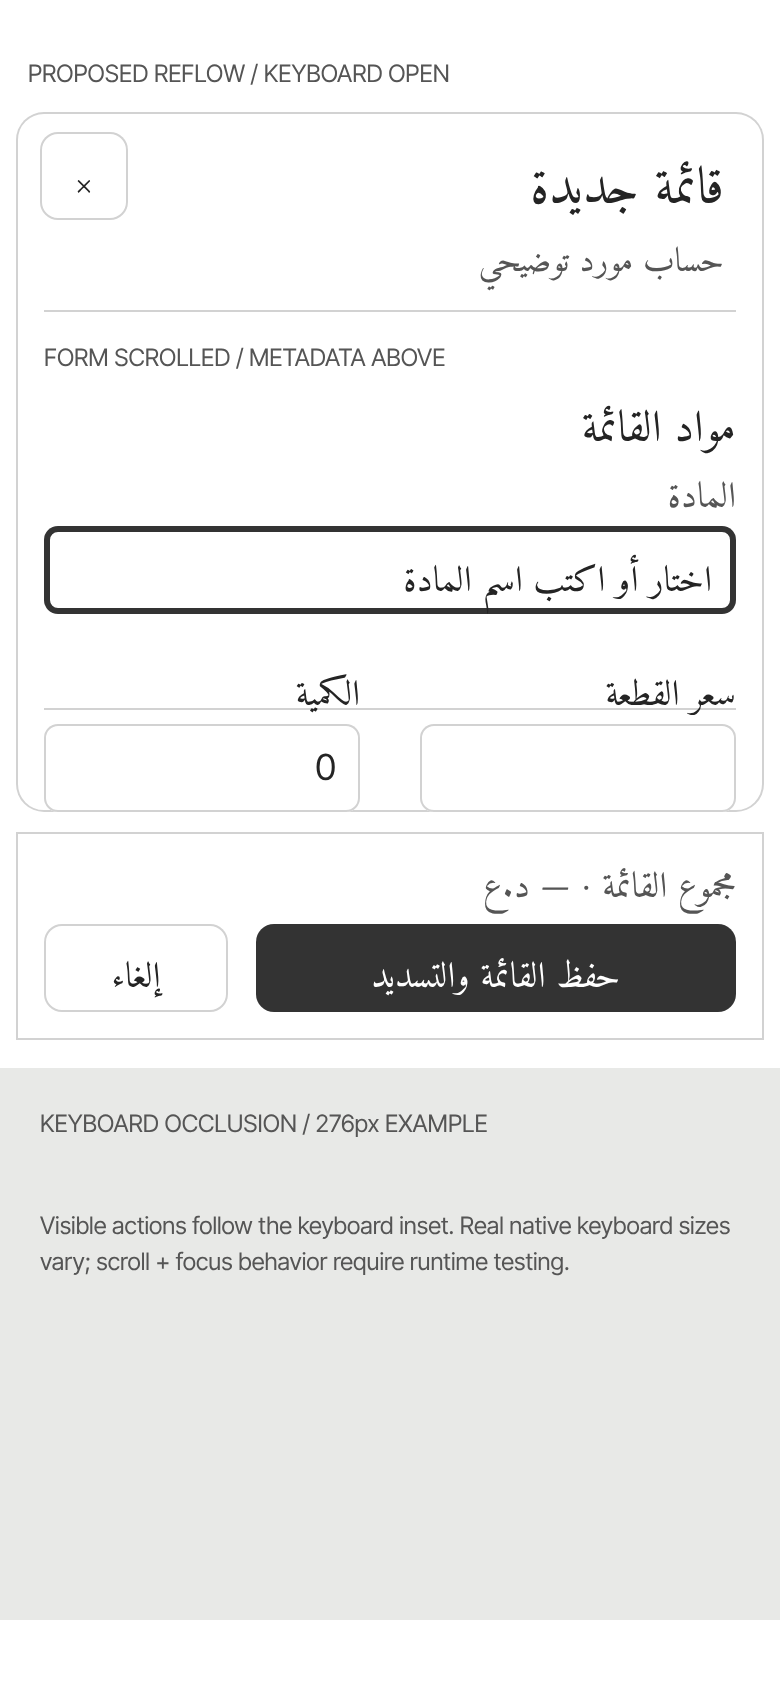 PROPOSED REFLOW / KEYBOARD OPEN
×
قائمة جديدة
حساب مورد توضيحي
FORM SCROLLED / METADATA ABOVE
مواد القائمة
المادة
اختار أو اكتب اسم المادة
سعر القطعة
الكمية
0
مجموع القائمة · — د.ع
حفظ القائمة والتسديد
إلغاء
KEYBOARD OCCLUSION / 276px EXAMPLE
Visible actions follow the keyboard inset. Real native keyboard sizes
vary; scroll + focus behavior require runtime testing.